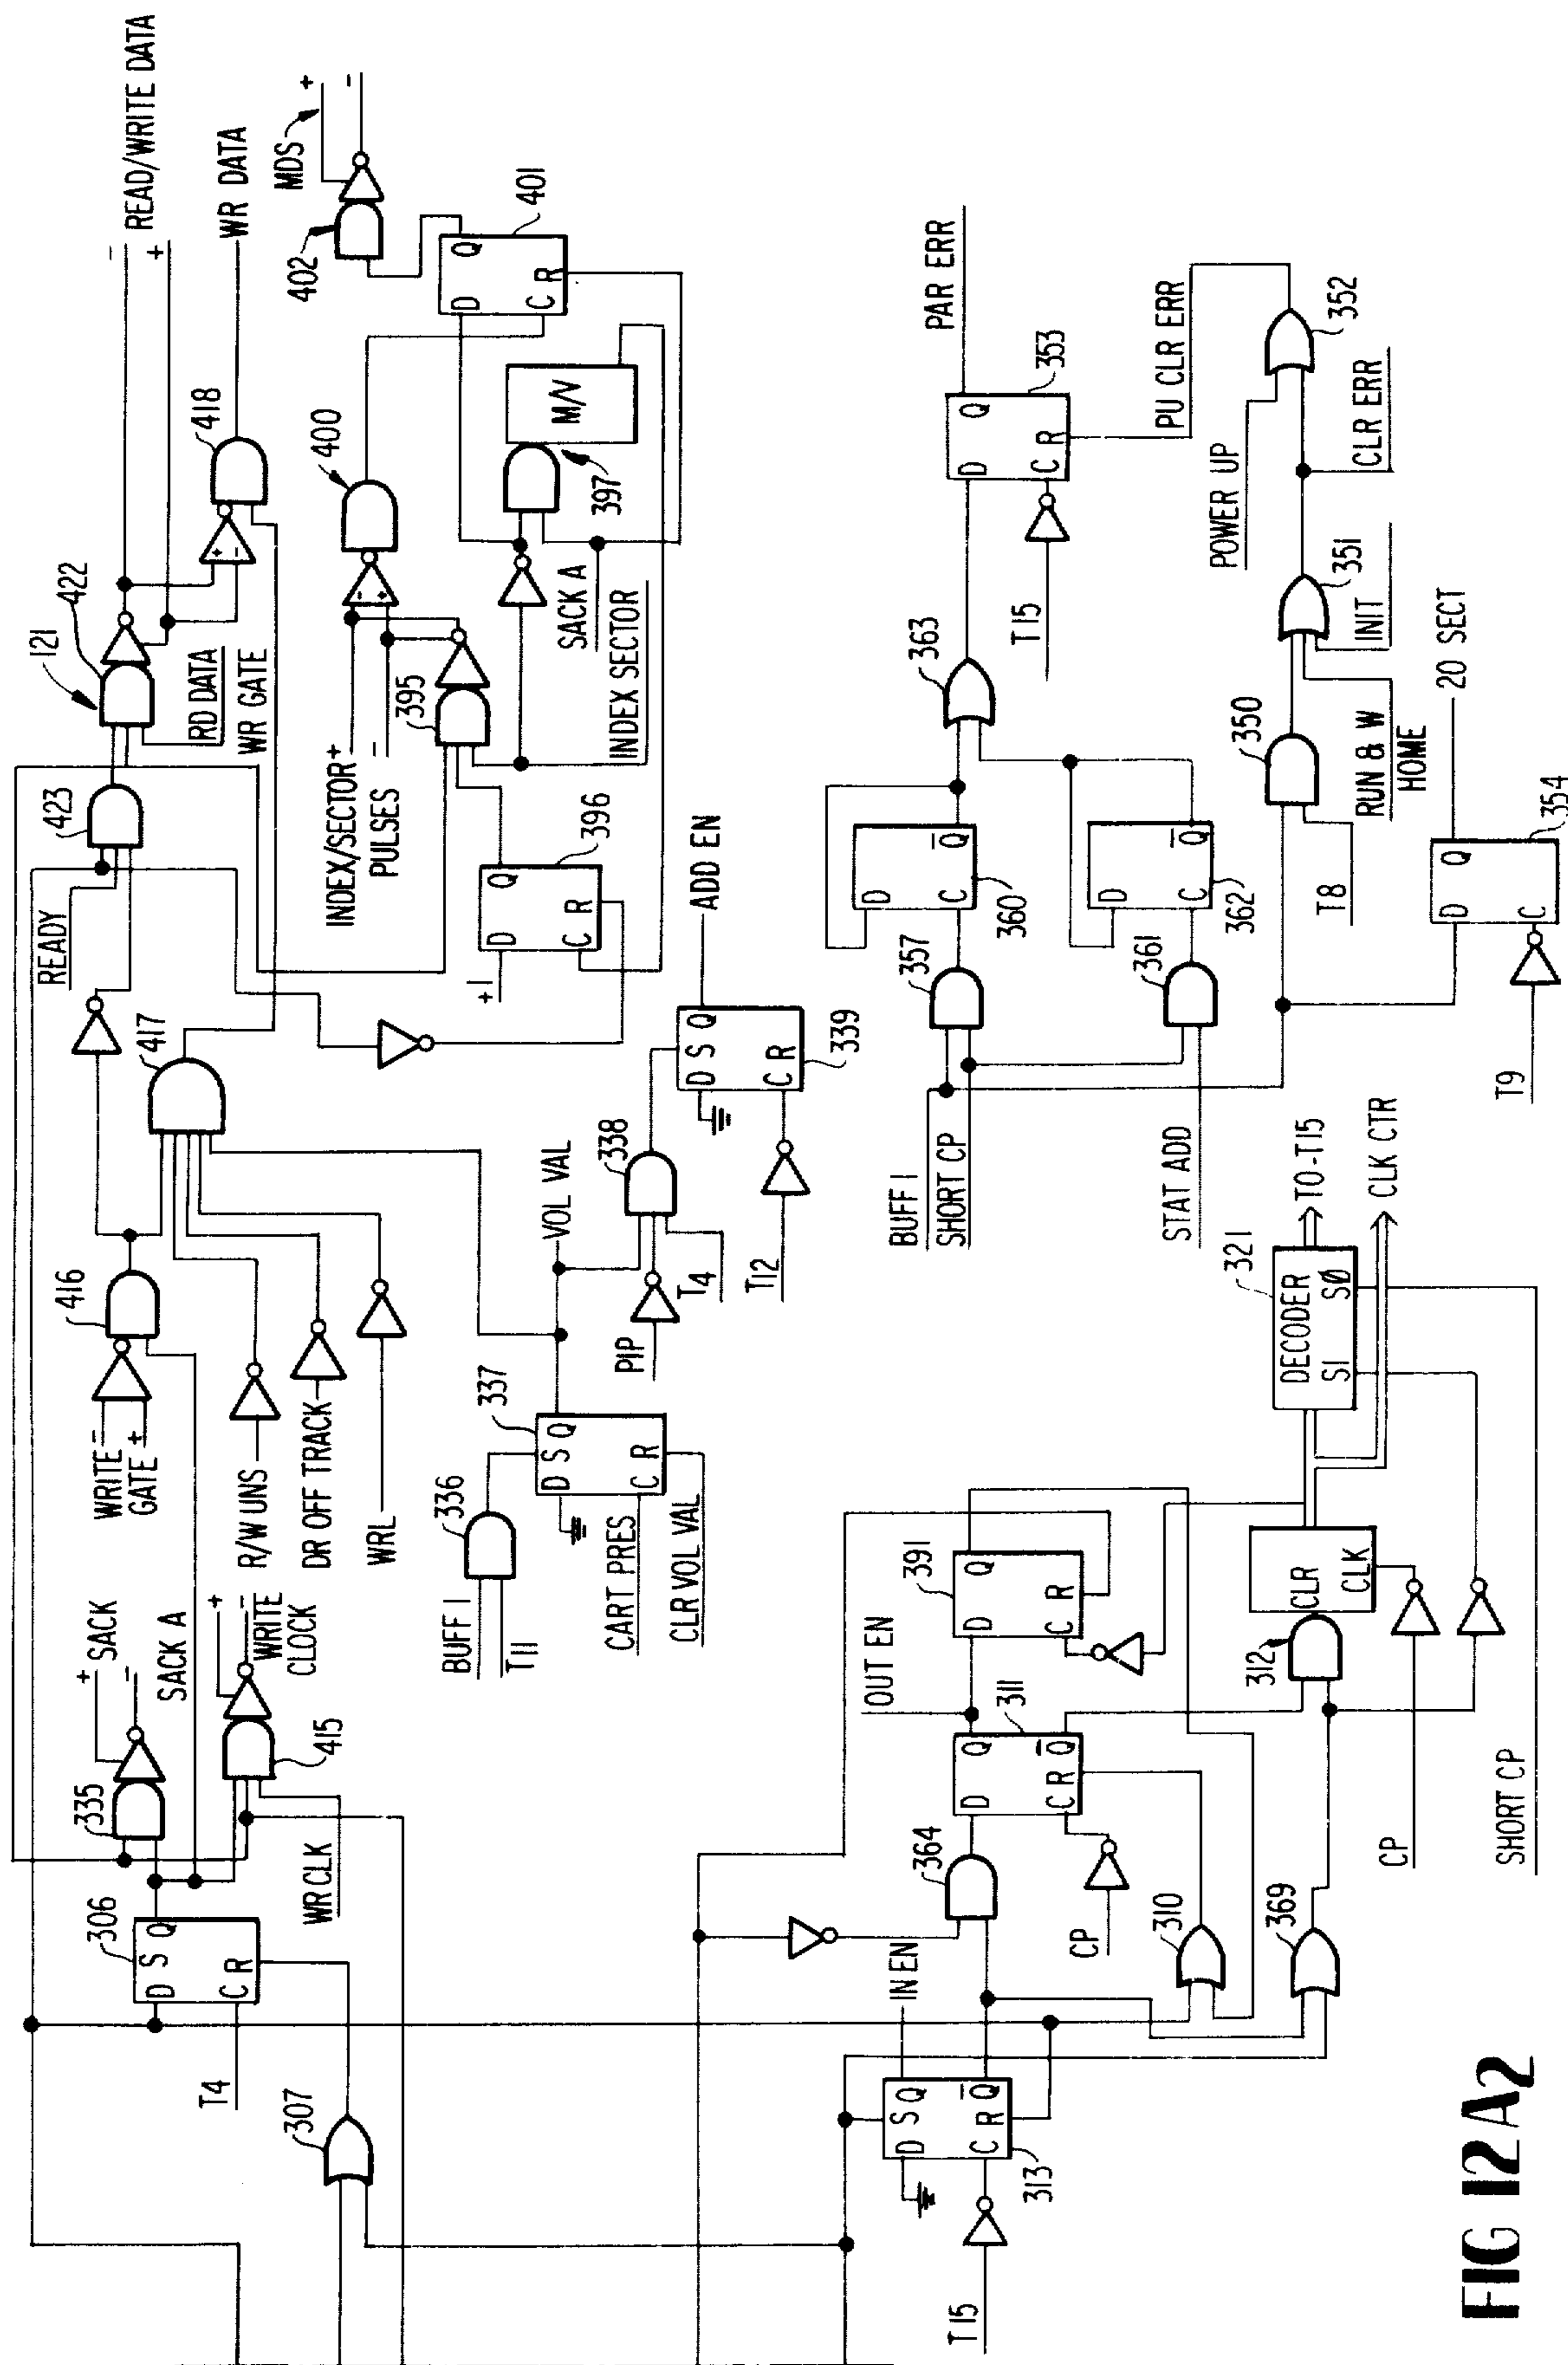 +
SACK
-
SACK A
335
306
D S Q
C R
T4
307
+
-
WRITE
CLOCK
415
WR CLK
WRITE -
GATE +
416
R/W UNS
DR OFF TRACK
WRL
417
READY
423
121
422
RD DATA
WR GATE
-
READ/WRITE DATA
+
+
-
418
WR DATA
INDEX/SECTOR +
PULSES -
-
+
400
395
396
D Q
C R
+1
SACK A
INDEX SECTOR
397
M/V
401
D Q
C R
402
MDS
+
-
BUFF 1
T11
336
337
D S Q
C R
CART PRES
CLR VOL VAL
VOL VAL
PIP
T4
338
T12
339
D S Q
C R
ADD EN
BUFF 1
SHORT CP
STAT ADD
357
361
360
D
C Q
362
D
C Q
363
T15
353
D Q
C R
PAR ERR
PU CLR ERR
352
POWER UP
CLR ERR
351
INIT
RUN & W
HOME
350
T8
T9
354
D Q
C
20 SECT
T15
313
D S Q
C R Q
IN EN
364
CP
311
D Q
C R Q
OUT EN
391
D Q
C R
310
369
312
CLR
CLK
CP
SHORT CP
321
DECODER
S1 SØ
TO-T15
CLK CTR
FIG 12A2